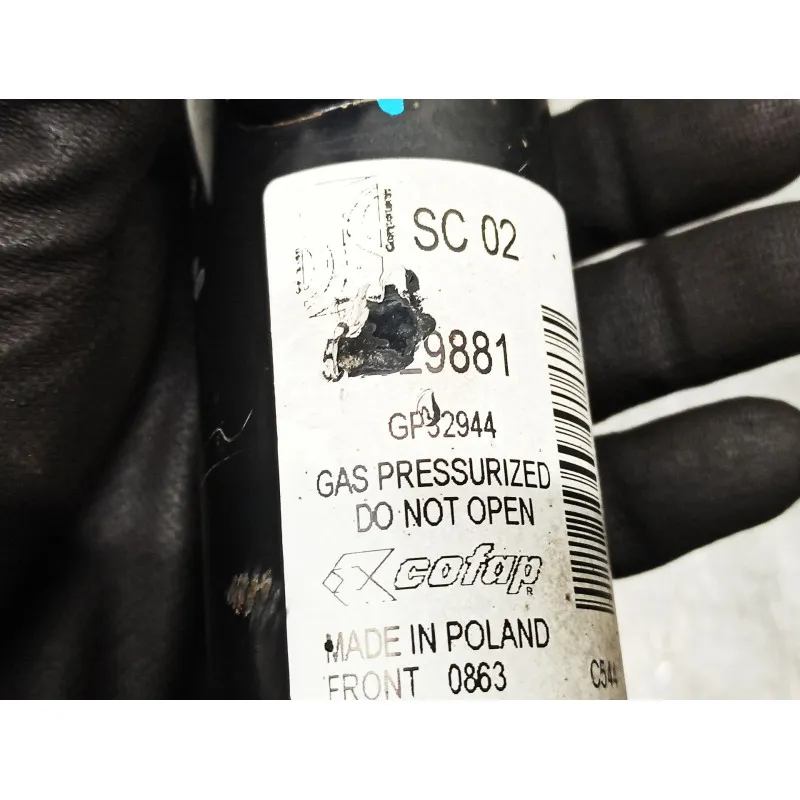 SC 02
9881
GP32944
GAS PRESSURIZED
DO NOT OPEN
cofap
R
MADE IN POLAND
FRONT 0863
C544